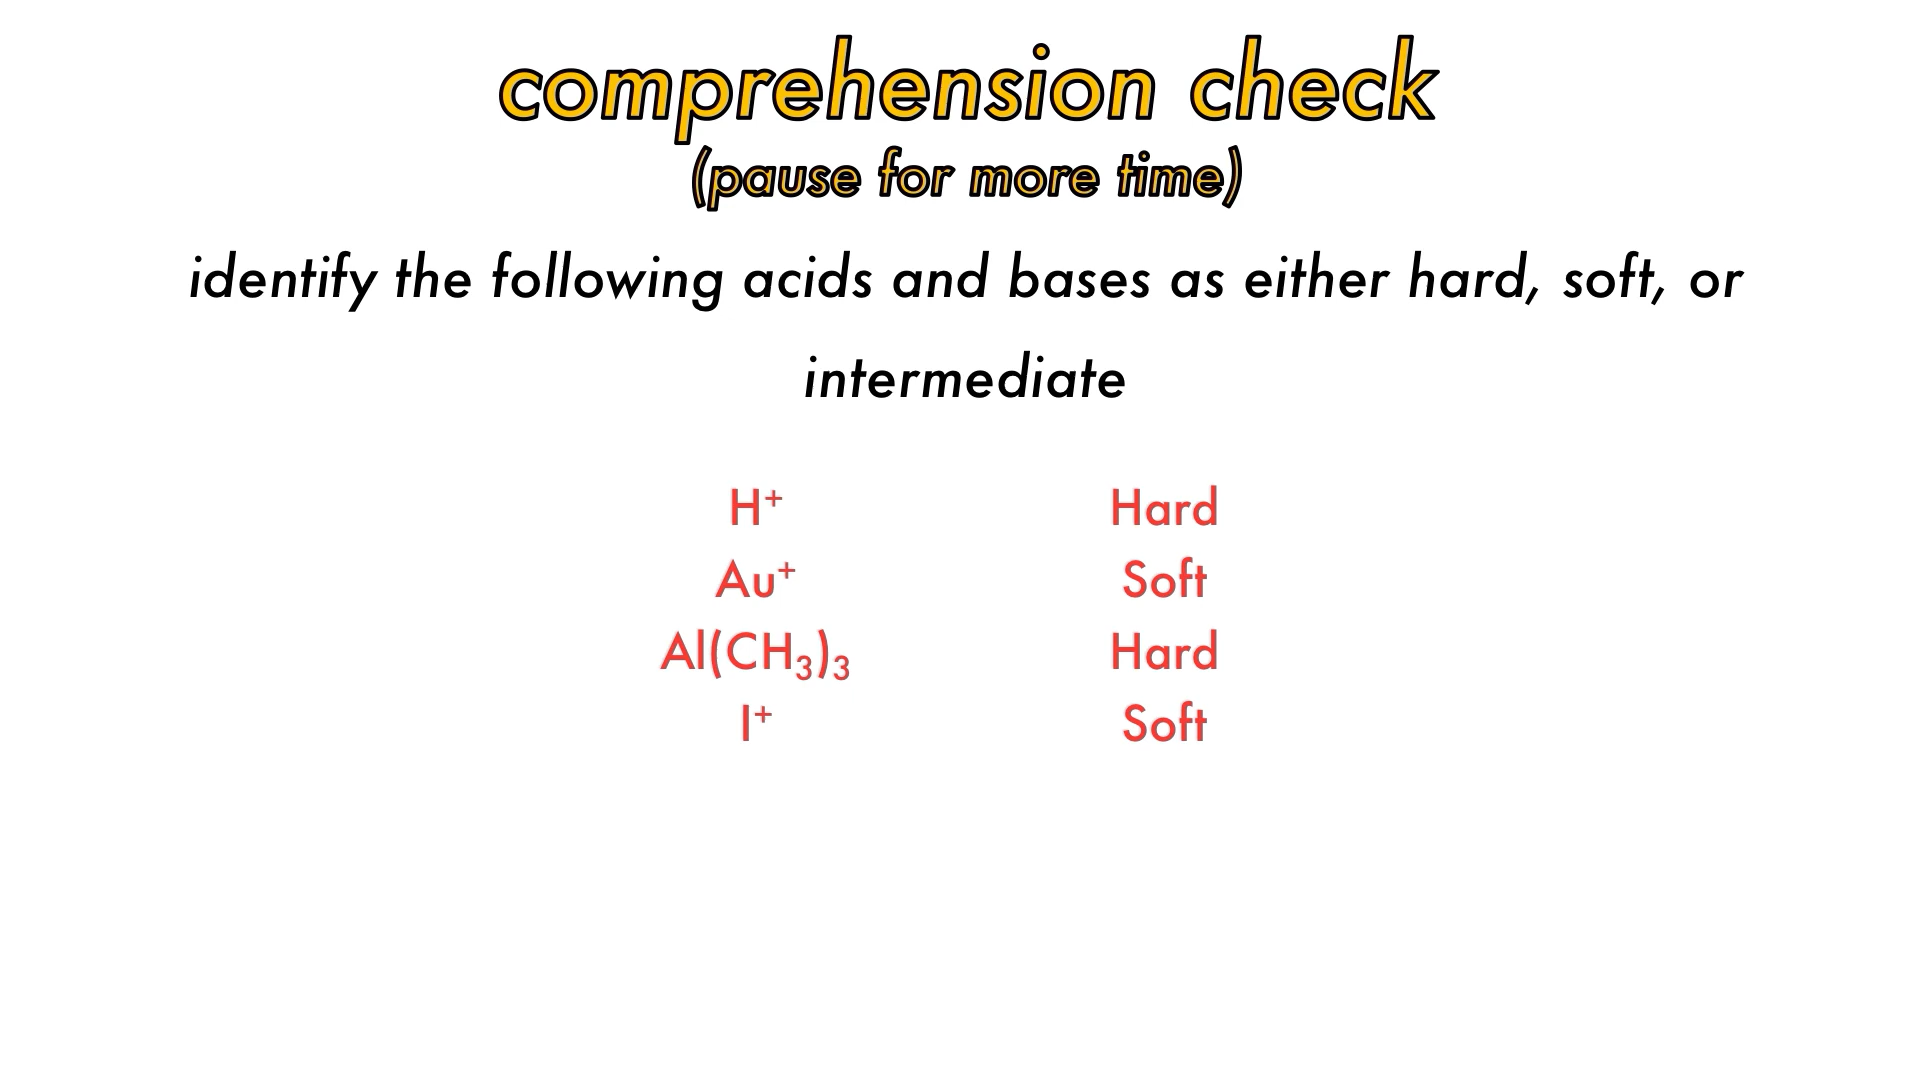 comprehension check
(pause for more time)
identify the following acids and bases as either hard, soft, or
intermediate
H⁺ Hard
Au⁺ Soft
Al(CH₃)₃ Hard
I⁺ Soft